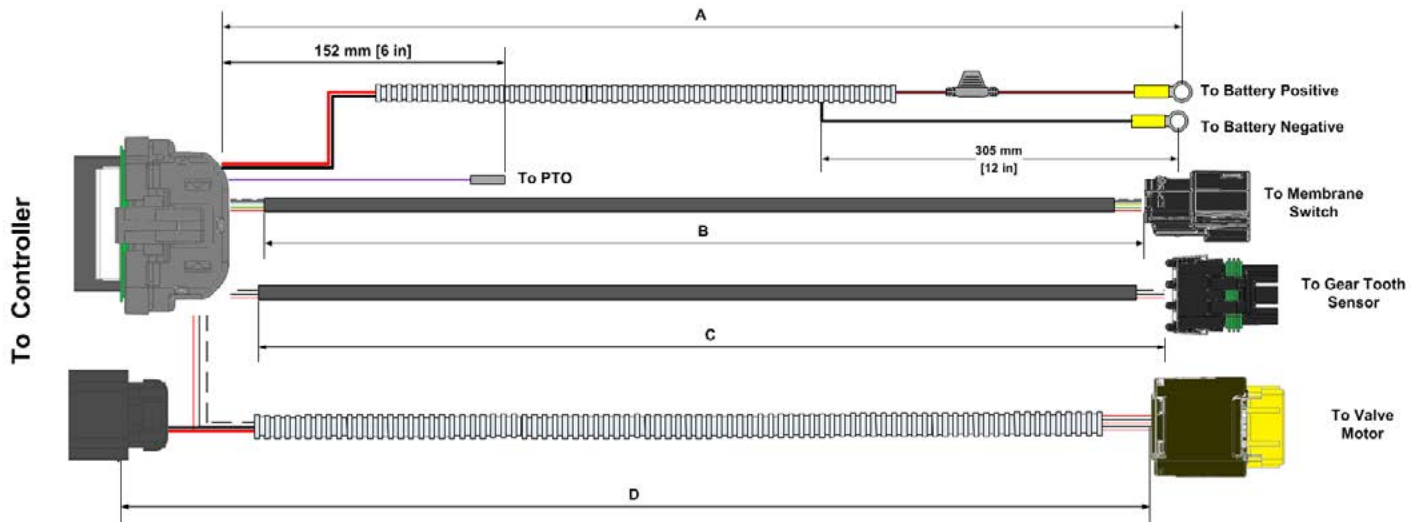 A
152 mm [6 in]
To Battery Positive
To Battery Negative
305 mm
[12 in]
To PTO
To Membrane
Switch
B
To Gear Tooth
Sensor
To Controller
C
To Valve
Motor
D